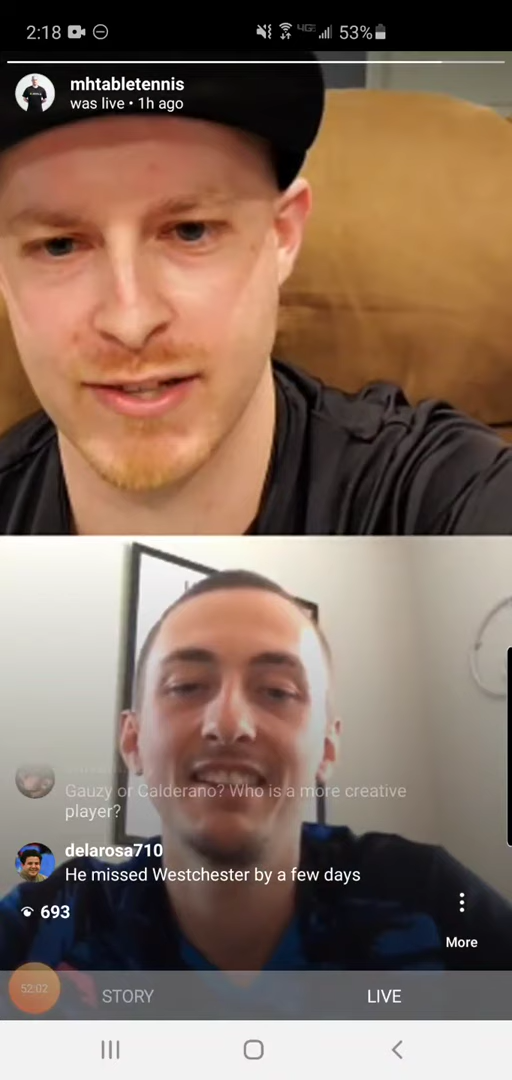 2:18 4G 53%
mhtabletennis
was live • 1h ago
Gauzy or Calderano? Who is a more creative
player?
delarosa710
He missed Westchester by a few days
693
More
52:02
STORY LIVE